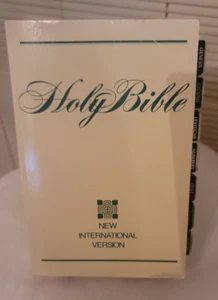 Holy Bible
NEW
INTERNATIONAL
VERSION